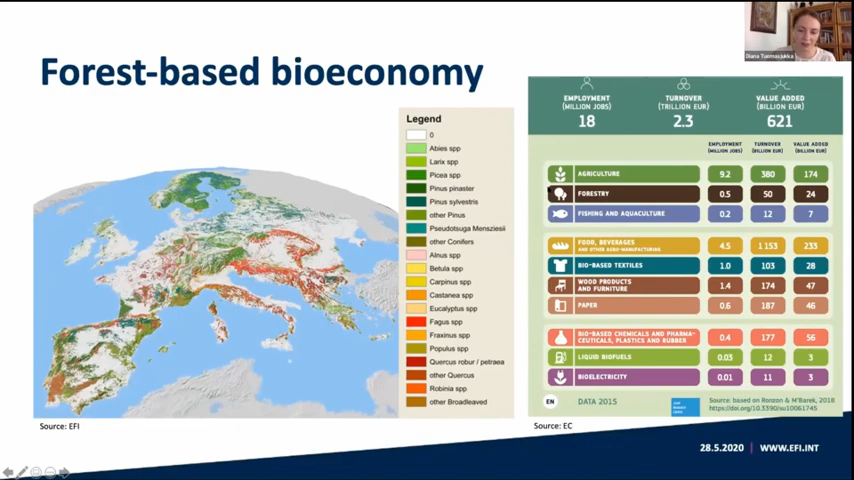 Diana Tuomasjukka
Forest-based bioeconomy
Legend
0
Abies spp
Larix spp
Picea spp
Pinus pinaster
Pinus sylvestris
other Pinus
Pseudotsuga Mensziesii
other Conifers
Alnus spp
Betula spp
Carpinus spp
Castanea spp
Eucalyptus spp
Fagus spp
Fraxinus spp
Populus spp
Quercus robur / petraea
other Quercus
Robinia spp
other Broadleaved
Source: EFI
EMPLOYMENT TURNOVER VALUE ADDED
(MILLION JOBS) (TRILLION EUR) (BILLION EUR)
18 2.3 621
EMPLOYMENT TURNOVER VALUE ADDED
(MILLION JOBS) (BILLION EUR) (BILLION EUR)
AGRICULTURE 9.2 380 174
FORESTRY 0.5 50 24
FISHING AND AQUACULTURE 0.2 12 7
FOOD, BEVERAGES 4.5 1 153 233
AND OTHER AGRO-MANUFACTURING
BIO-BASED TEXTILES 1.0 103 28
WOOD PRODUCTS
AND FURNITURE 1.4 174 47
PAPER 0.6 187 46
BIO-BASED CHEMICALS AND PHARMA-
CEUTICALS, PLASTICS AND RUBBER 0.4 177 56
LIQUID BIOFUELS 0.03 12 3
BIOELECTRICITY 0.01 11 3
EN DATA 2015
Source: based on Ronzon & M'Barek, 2018
https://doi.org/10.3390/su10061745
Source: EC
28.5.2020 | WWW.EFI.INT